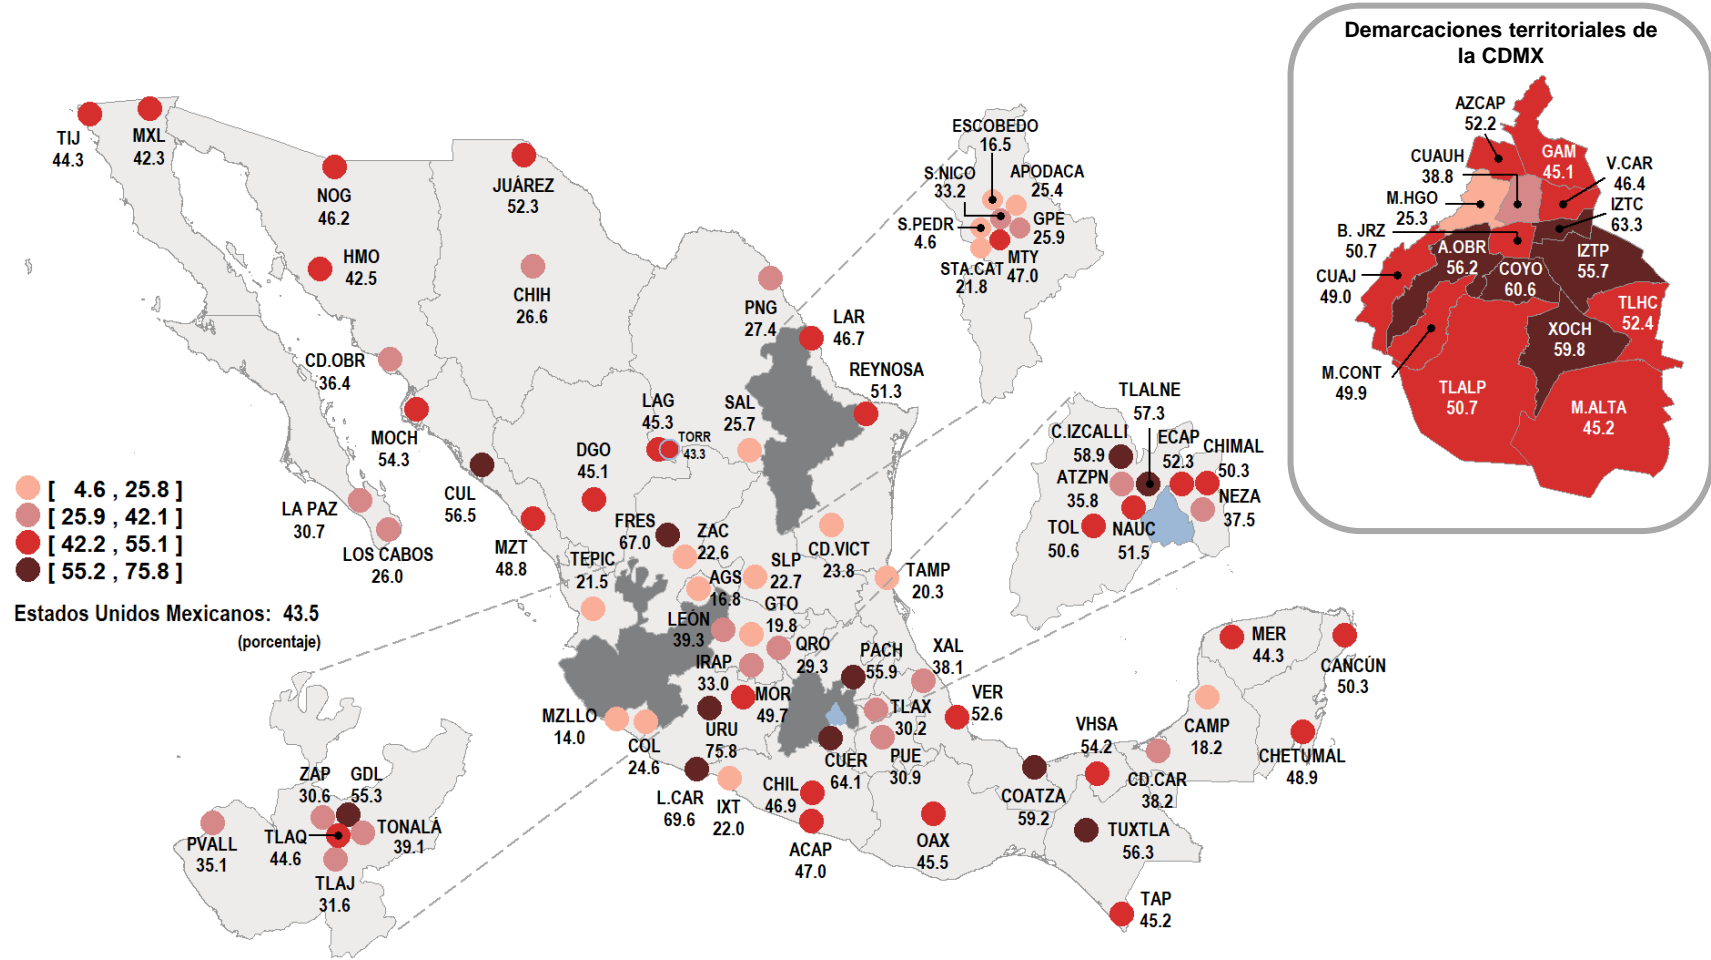 Demarcaciones territoriales de
la CDMX
AZCAP
52.2
CUAUH
38.8
GAM
45.1
V.CAR
46.4
M.HGO
25.3
IZTC
63.3
B. JRZ
50.7
A.OBR
56.2
IZTP
55.7
CUAJ
49.0
COYO
60.6
TLHC
52.4
XOCH
59.8
M.CONT
49.9
TLALP
50.7
M.ALTA
45.2
TIJ
44.3
MXL
42.3
NOG
46.2
JUÁREZ
52.3
HMO
42.5
CHIH
26.6
ESCOBEDO
16.5
S.NICO
33.2
APODACA
25.4
S.PEDR
4.6
GPE
25.9
STA.CAT
21.8
MTY
47.0
PNG
27.4
LAR
46.7
REYNOSA
51.3
CD.OBR
36.4
MOCH
54.3
LAG
45.3
TORR
43.3
SAL
25.7
DGO
45.1
CUL
56.5
LA PAZ
30.7
LOS CABOS
26.0
MZT
48.8
FRES
67.0
ZAC
22.6
TEPIC
21.5
AGS
16.8
SLP
22.7
CD.VICT
23.8
TAMP
20.3
TLALNE
57.3
C.IZCALLI
58.9
ECAP
52.3
CHIMAL
50.3
ATZPN
35.8
NEZA
37.5
TOL
50.6
NAUC
51.5
[ 4.6 , 25.8 ]
[ 25.9 , 42.1 ]
[ 42.2 , 55.1 ]
[ 55.2 , 75.8 ]
Estados Unidos Mexicanos: 43.5
(porcentaje)
LEÓN
39.3
GTO
19.8
IRAP
33.0
QRO
29.3
PACH
55.9
XAL
38.1
MZLLO
14.0
COL
24.6
URU
75.8
MOR
49.7
TLAX
30.2
VER
52.6
CUER
64.1
PUE
30.9
L.CAR
69.6
IXT
22.0
CHIL
46.9
ACAP
47.0
OAX
45.5
COATZA
59.2
VHSA
54.2
CD.CAR
38.2
CAMP
18.2
MER
44.3
CANCÚN
50.3
CHETUMAL
48.9
TUXTLA
56.3
TAP
45.2
ZAP
30.6
GDL
55.3
PVALL
35.1
TLAQ
44.6
TONALÁ
39.1
TLAJ
31.6